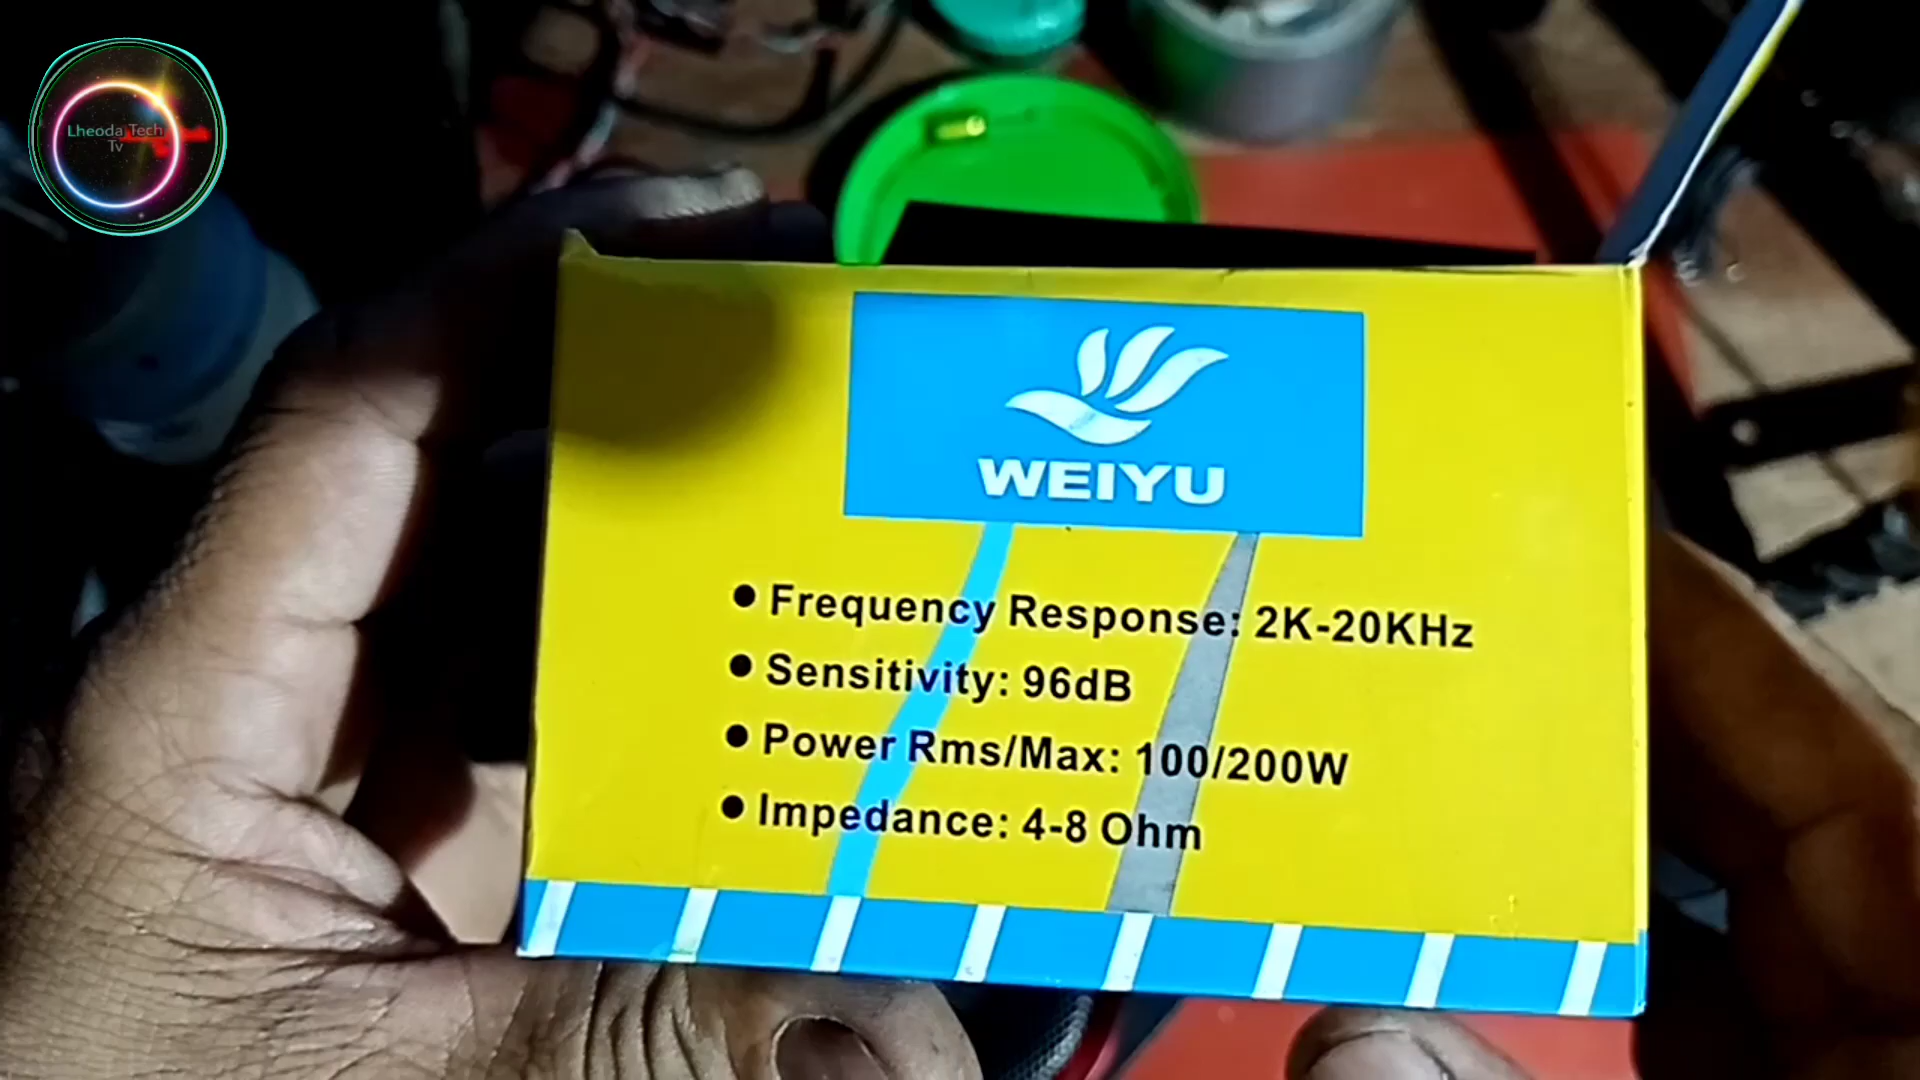 Lheoda Tech
Tv
WEIYU
● Frequency Response: 2K-20KHz
● Sensitivity: 96dB
● Power Rms/Max: 100/200W
● Impedance: 4-8 Ohm